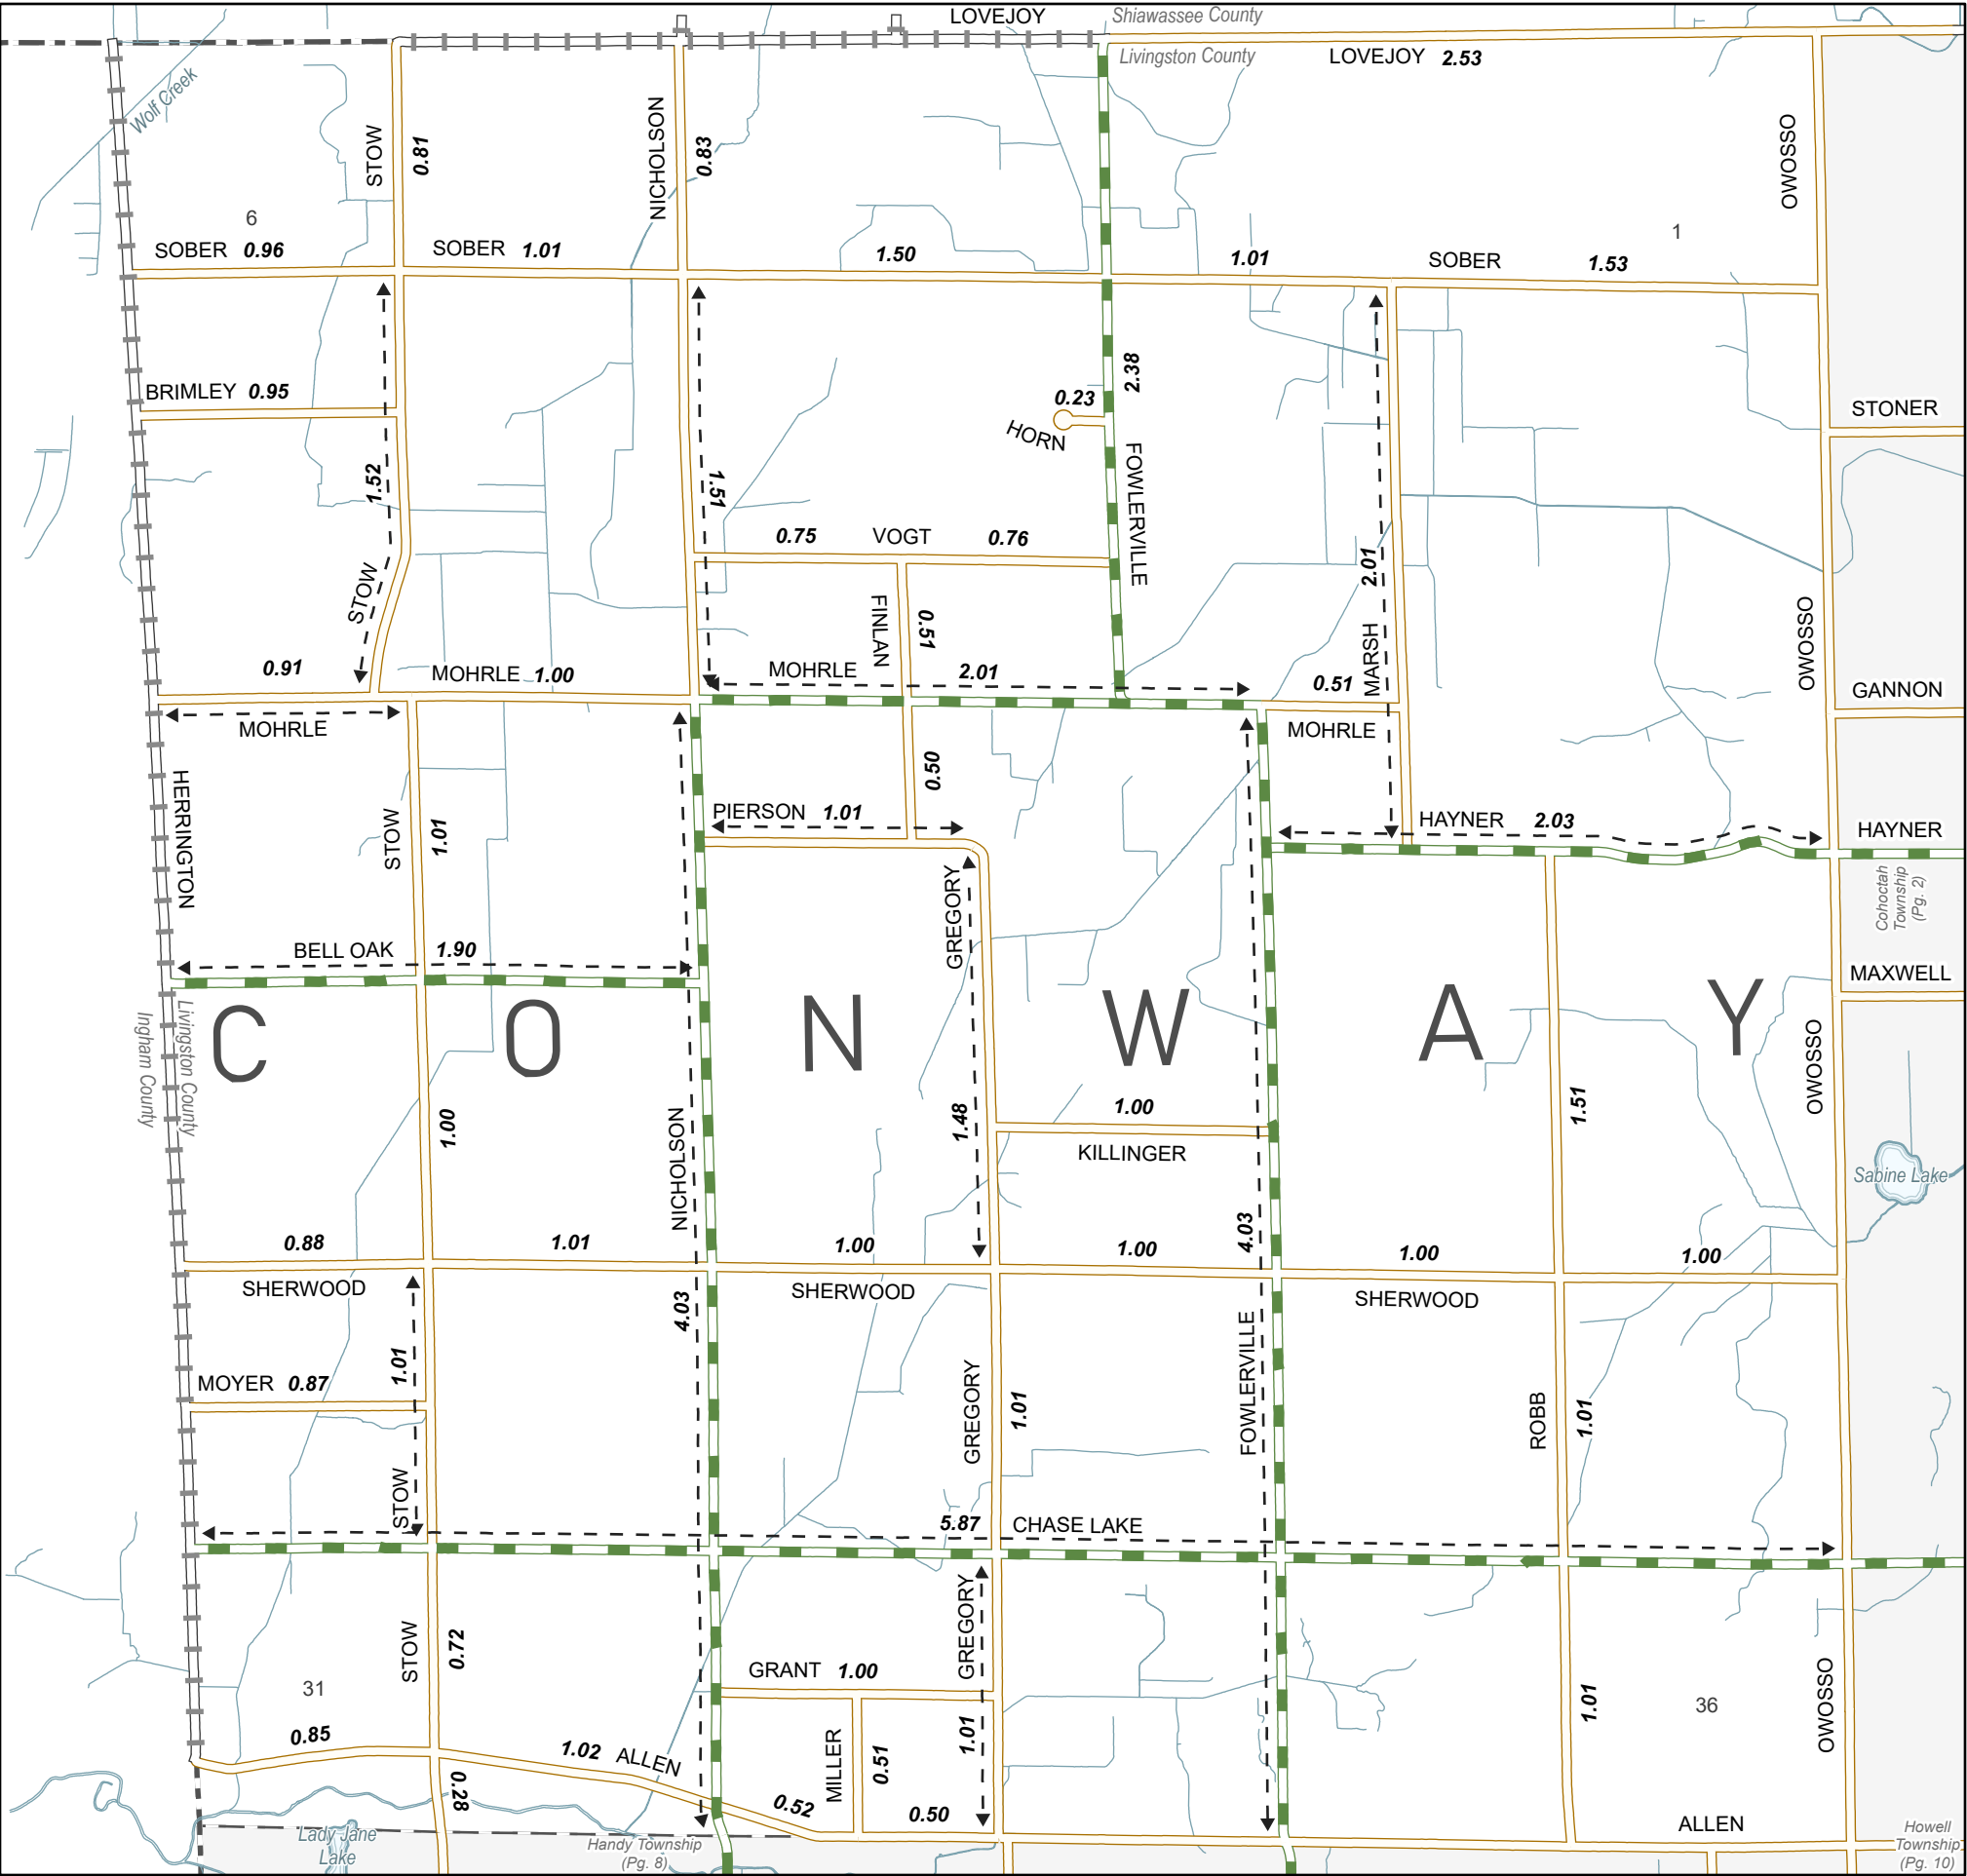 LOVEJOY
Shiawassee County
Livingston County
LOVEJOY 2.53
Wolf Creek
STOW
0.81
NICHOLSON
0.83
OWOSSO
6
1
SOBER 0.96
SOBER 1.01
1.50
1.01
SOBER
1.53
BRIMLEY 0.95
2.38
0.23
HORN
STONER
1.52
1.51
FOWLERVILLE
0.75
VOGT
0.76
2.01
STOW
FINLAN
0.51
MARSH
OWOSSO
0.91
MOHRLE 1.00
MOHRLE
2.01
0.51
GANNON
MOHRLE
MOHRLE
HERRINGTON
STOW
1.01
0.50
PIERSON 1.01
HAYNER 2.03
HAYNER
Cohoctah
Township
(Pg. 2)
GREGORY
BELL OAK
1.90
MAXWELL
C O N W A Y
Livingston County
Ingham County
OWOSSO
1.00
NICHOLSON
1.48
1.00
KILLINGER
1.51
Sabine Lake
0.88
1.01
1.00
4.03
1.00
1.00
1.00
SHERWOOD
SHERWOOD
SHERWOOD
4.03
1.01
MOYER 0.87
GREGORY
1.01
FOWLERVILLE
ROBB
1.01
STOW
5.87
CHASE LAKE
STOW
0.72
GREGORY
GRANT 1.00
31
36
1.01
OWOSSO
0.85
1.02 ALLEN
MILLER
0.51
1.01
0.28
0.52
0.50
ALLEN
Lady Jane
Lake
Handy Township
(Pg. 8)
Howell
Township
(Pg. 10)